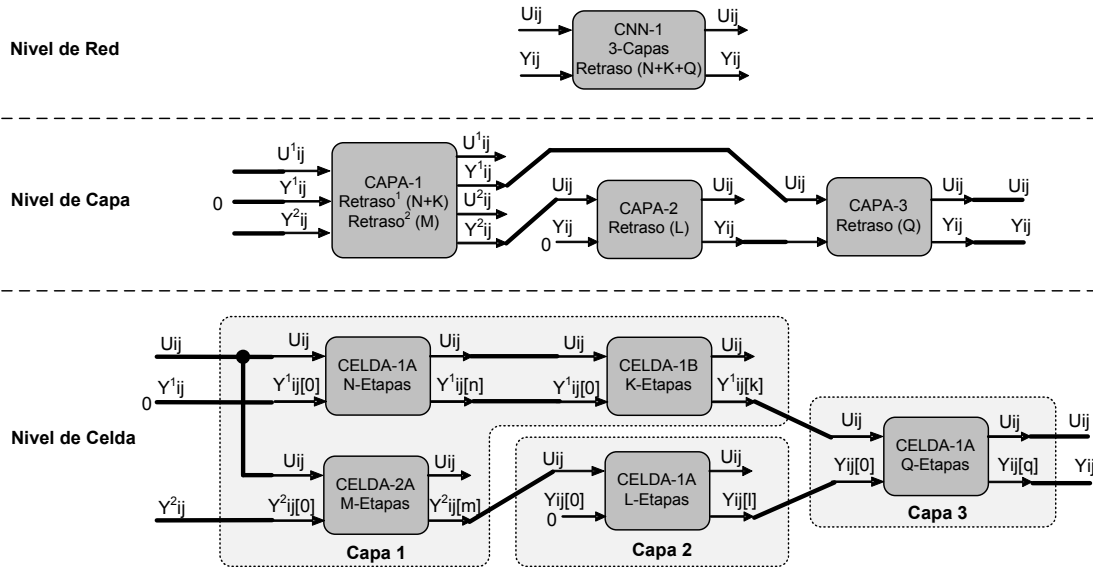 Nivel de Red
Uij
Yij
CNN-1
3-Capas
Retraso (N+K+Q)
Uij
Yij
Nivel de Capa
U¹ij
0
Y¹ij
Y²ij
CAPA-1
Retraso¹ (N+K)
Retraso² (M)
U¹ij
Y¹ij
U²ij
Y²ij
Uij
Yij
0
CAPA-2
Retraso (L)
Uij
Yij
Uij
CAPA-3
Retraso (Q)
Uij
Yij
Uij
Yij
Nivel de Celda
Uij
Y¹ij
0
Y²ij
Uij
Y¹ij[0]
CELDA-1A
N-Etapas
Uij
Y¹ij[n]
Uij
Y¹ij[0]
CELDA-1B
K-Etapas
Uij
Y¹ij[k]
Uij
Y²ij[0]
CELDA-2A
M-Etapas
Uij
Y²ij[m]
Capa 1
Uij
Yij[0]
0
CELDA-1A
L-Etapas
Uij
Yij[l]
Capa 2
Uij
Yij[0]
CELDA-1A
Q-Etapas
Uij
Yij[q]
Uij
Yij
Capa 3